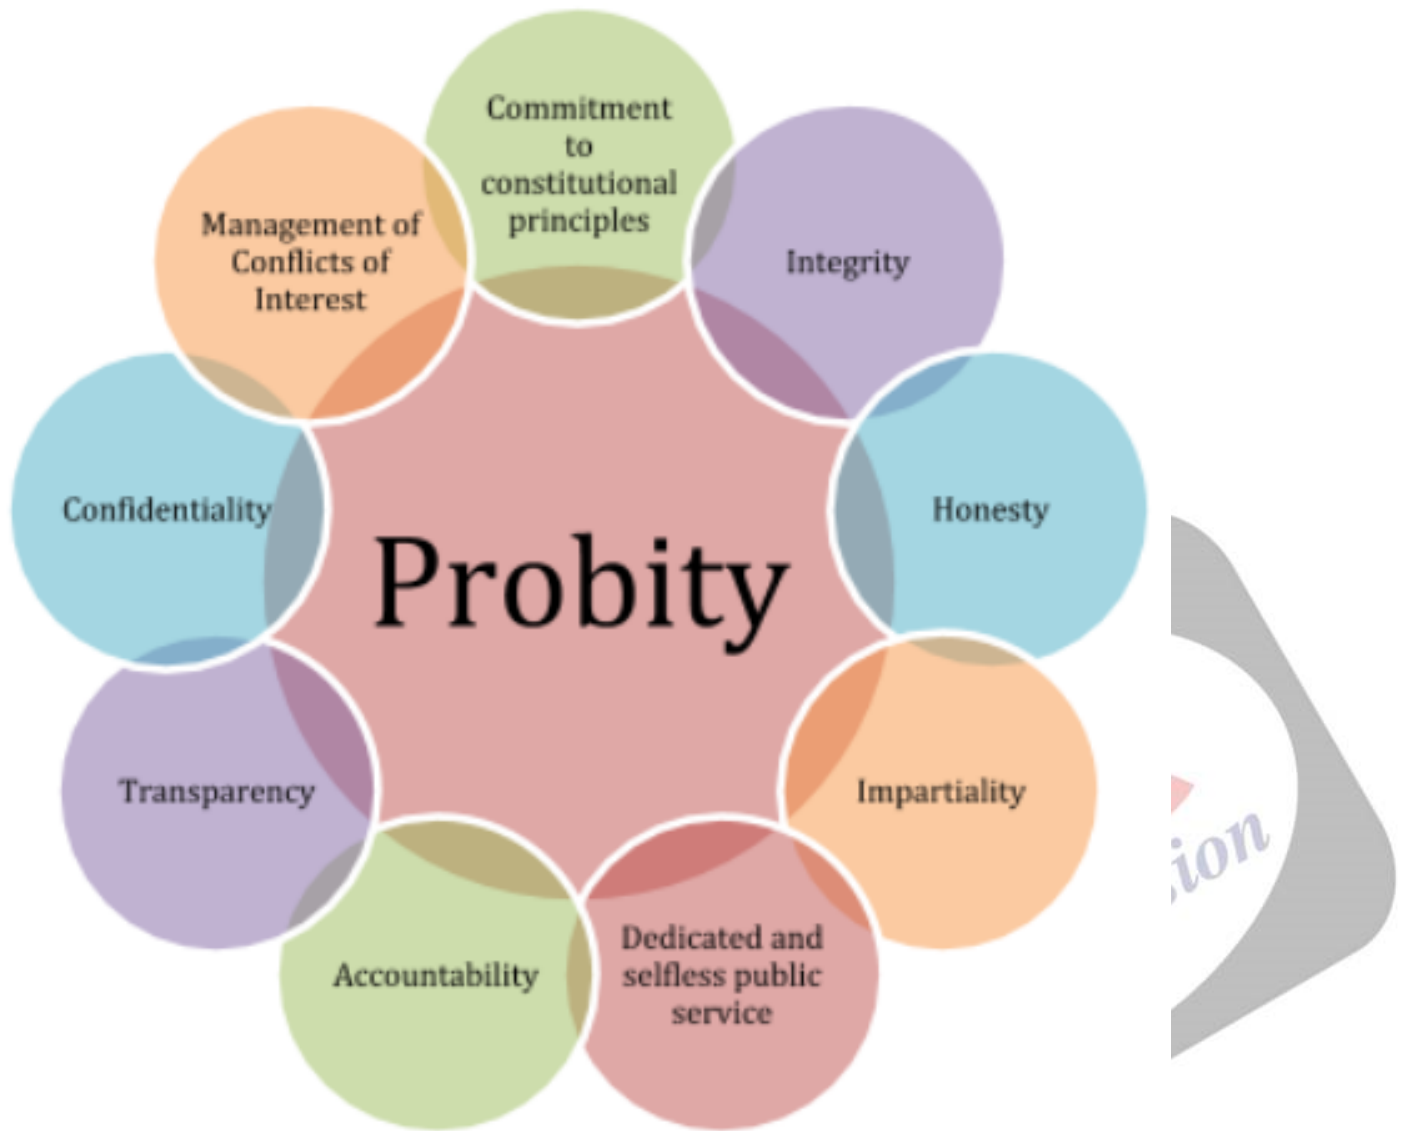 Commitment
to
constitutional
principles
Integrity
Honesty
Impartiality
Dedicated and
selfless public
service
Accountability
Transparency
Confidentiality
Management of
Conflicts of
Interest
Probity